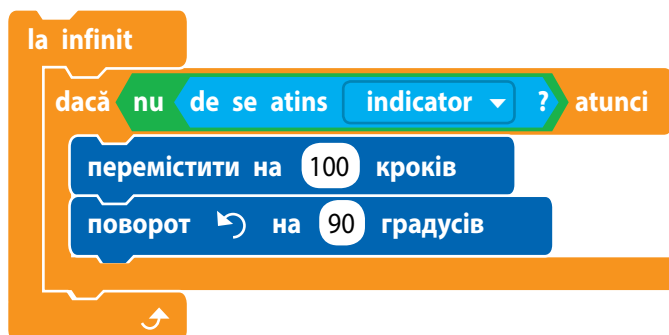 la infinit
dacă nu de se atins indicator ? atunci
перемістити на 100 кроків
поворот на 90 градусів